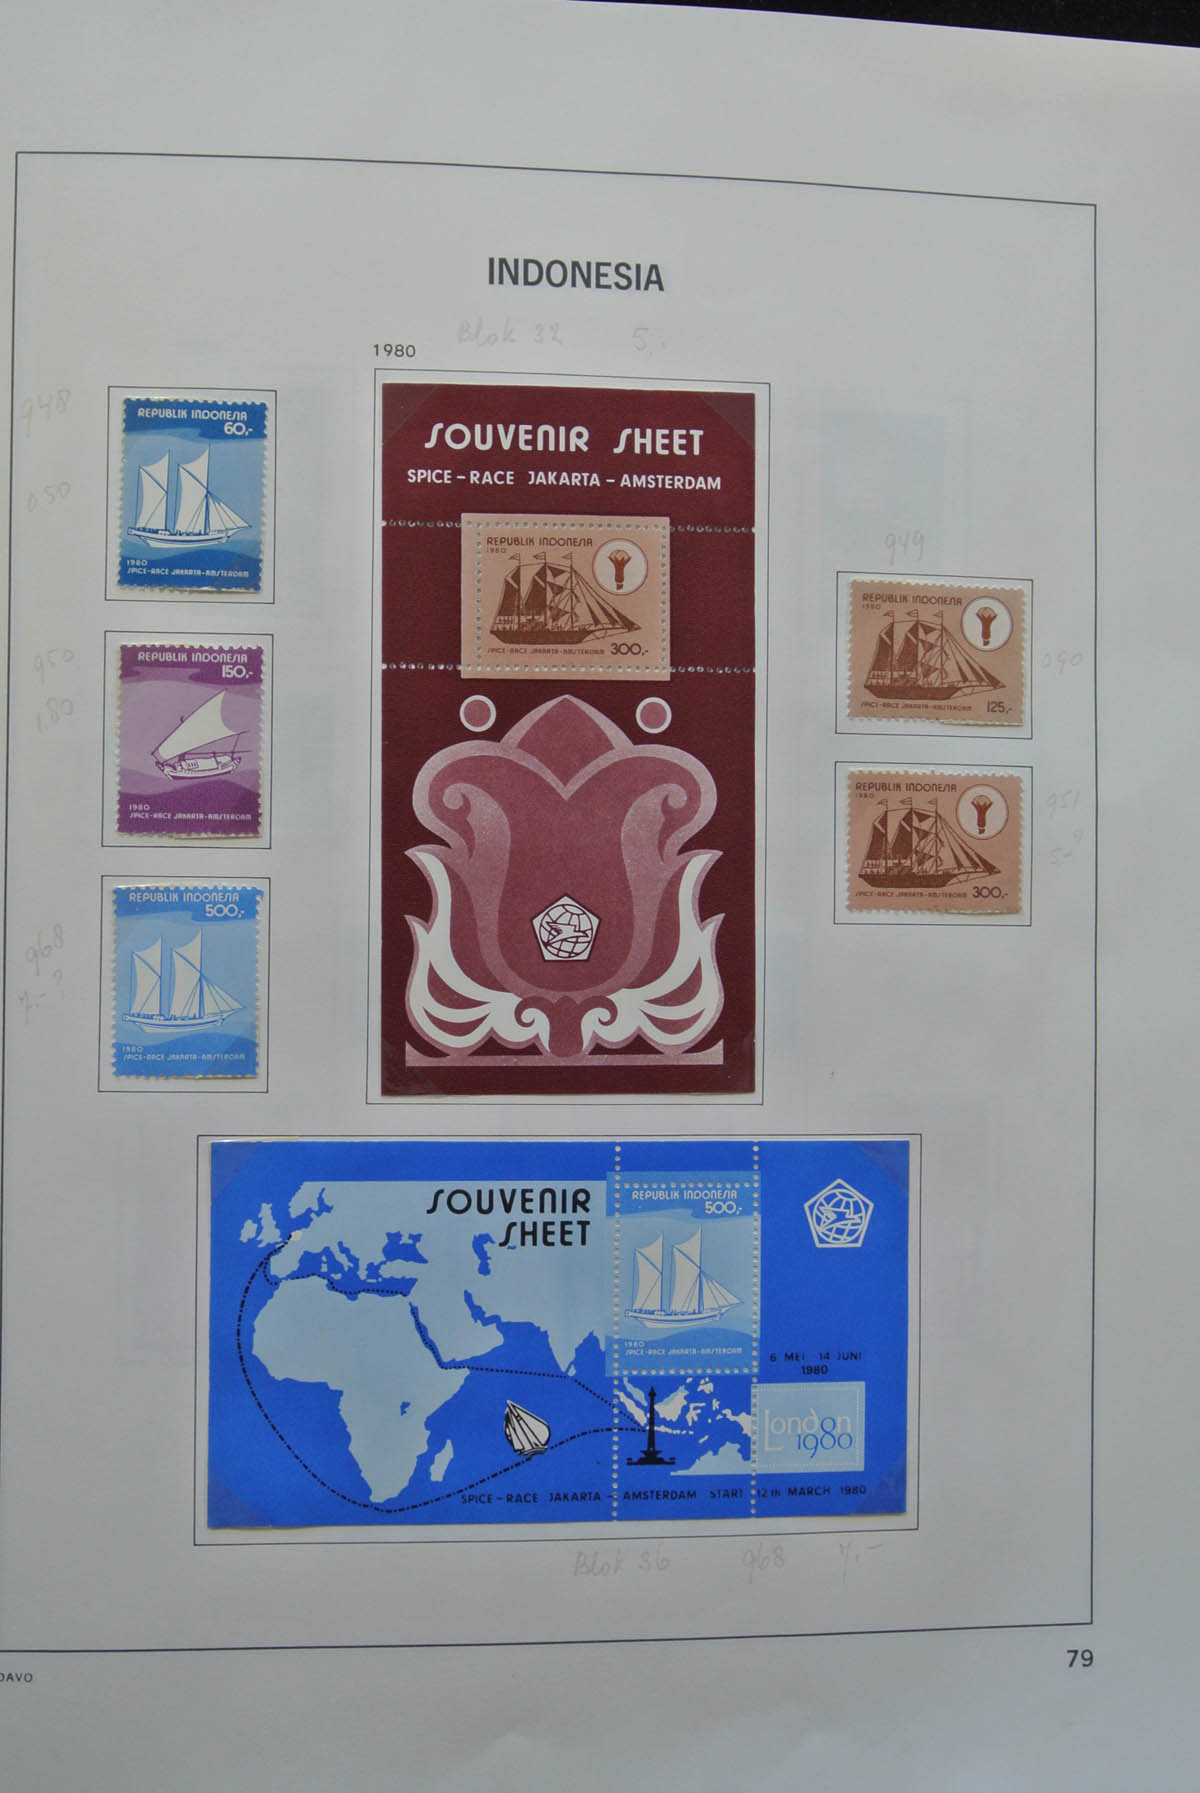 INDONESIA
Blok 32 5,-
1980
948
0.50
REPUBLIK INDONESIA
60,-
1980
SPICE-RACE JAKARTA-AMSTERDAM
950
1,80
REPUBLIK INDONESIA
150,-
1980
SPICE-RACE JAKARTA-AMSTERDAM
968
7.- ?
REPUBLIK INDONESIA
500,-
1980
SPICE-RACE JAKARTA-AMSTERDAM
SOUVENIR SHEET
SPICE - RACE JAKARTA - AMSTERDAM
REPUBLIK INDONESIA
1980
300,-
SPICE-RACE JAKARTA-AMSTERDAM
949
REPUBLIK INDONESIA
1980
125,-
SPICE-RACE JAKARTA-AMSTERDAM
090
REPUBLIK INDONESIA
1980
300,-
SPICE-RACE JAKARTA-AMSTERDAM
951
5-?
SOUVENIR
SHEET
REPUBLIK INDONESIA
500,-
1980
SPICE-RACE JAKARTA-AMSTERDAM
6 MEI - 14 JUNI
1980
London
1980
SPICE - RACE JAKARTA - AMSTERDAM START 12th MARCH 1980
Blok 36 968 7.-
79
DAVO